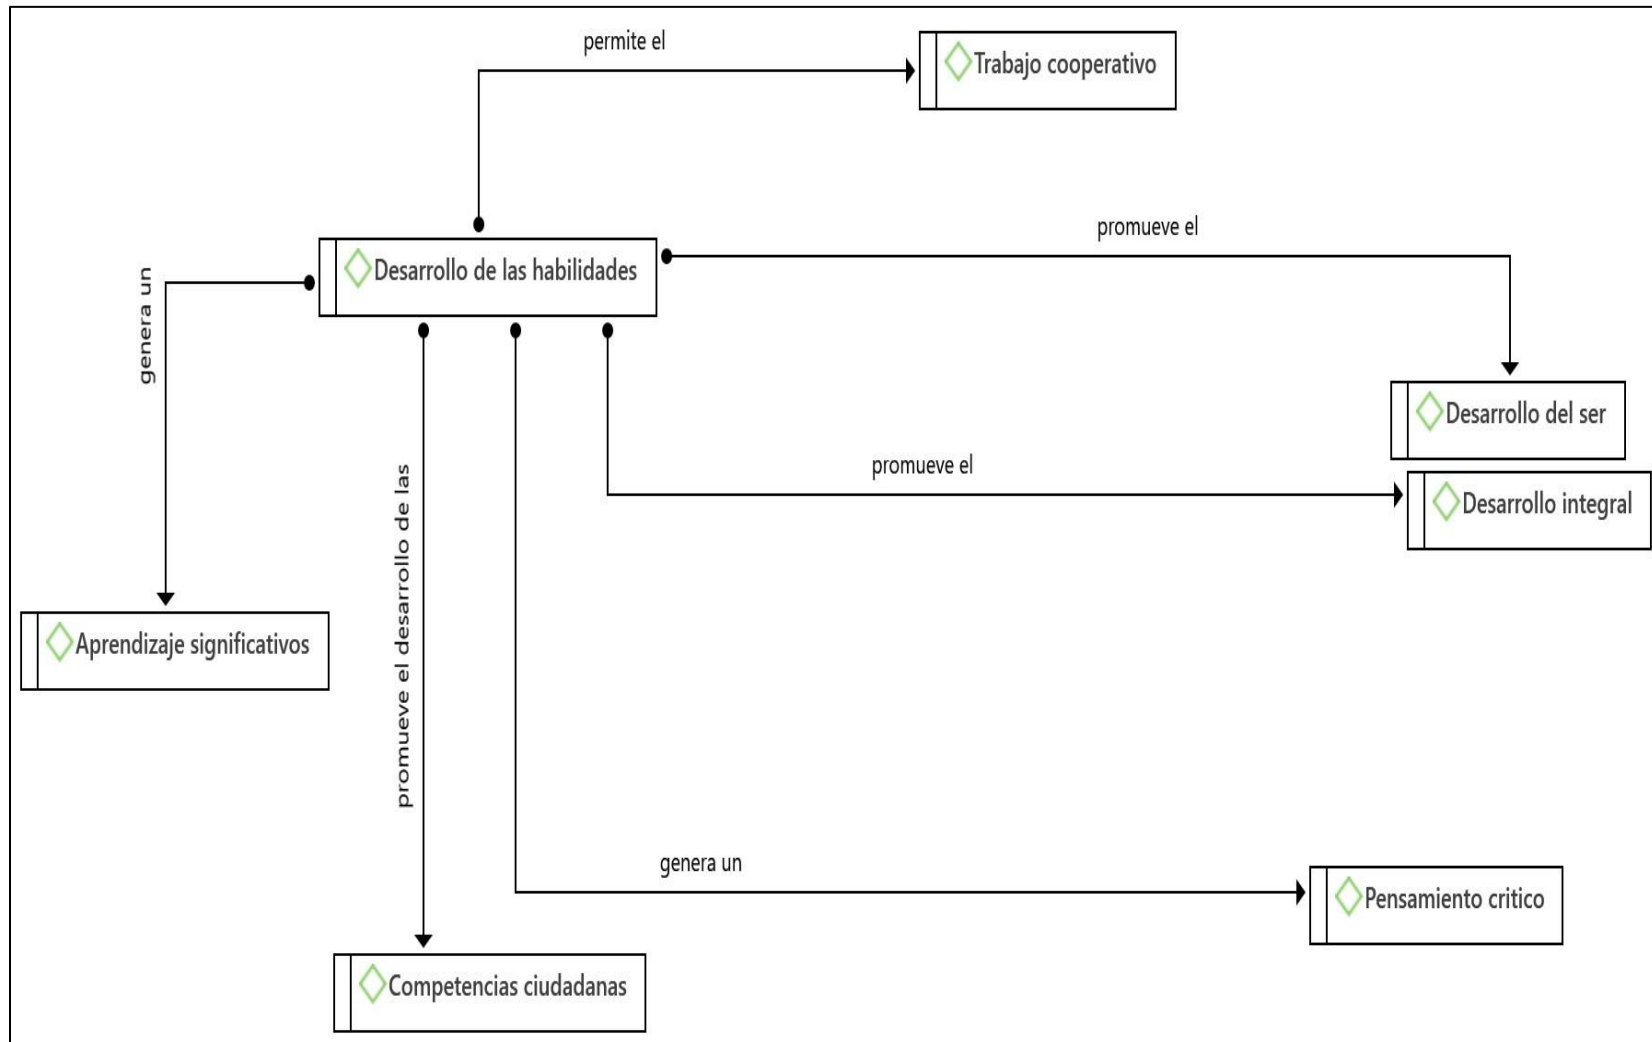 permite el
Trabajo cooperativo
promueve el
Desarrollo de las habilidades
genera un
Desarrollo del ser
promueve el
Desarrollo integral
promueve el desarrollo de las
Aprendizaje significativos
genera un
Pensamiento critico
Competencias ciudadanas